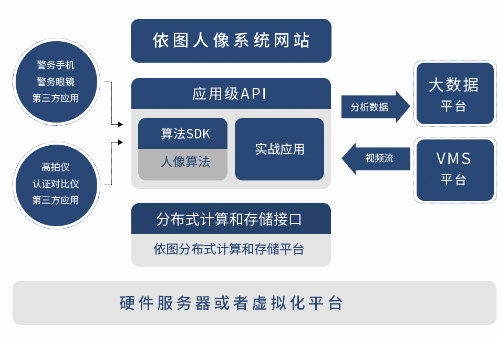 依图人像系统网站
警务手机
警务眼镜
第三方应用
应用级API
算法SDK
人像算法
实战应用
分析数据
大数据
平台
视频流
VMS
平台
高拍仪
认证对比仪
第三方应用
分布式计算和存储接口
依图分布式计算和存储平台
硬件服务器或者虚拟化平台